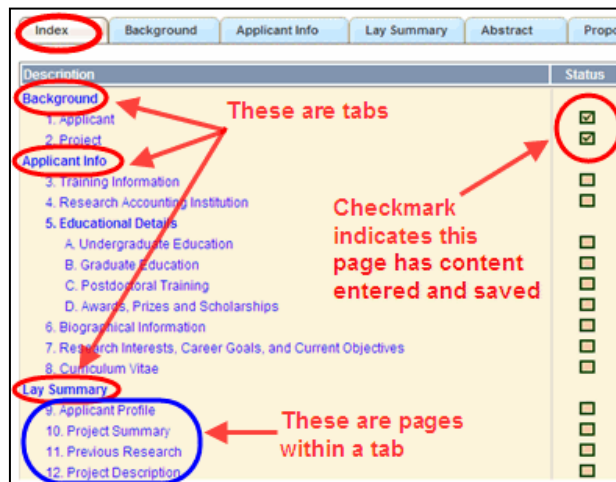 Index Background Applicant Info Lay Summary Abstract Propo
Description Status
Background
These are tabs
1. Applicant
2. Project
Applicant Info
3. Training Information
4. Research Accounting Institution
5. Educational Details
A. Undergraduate Education
B. Graduate Education
C. Postdoctoral Training
D. Awards, Prizes and Scholarships
6. Biographical Information
7. Research Interests, Career Goals, and Current Objectives
8. Curriculum Vitae
Checkmark
indicates this
page has content
entered and saved
Lay Summary
9. Applicant Profile
10. Project Summary
11. Previous Research
12. Project Description
These are pages
within a tab